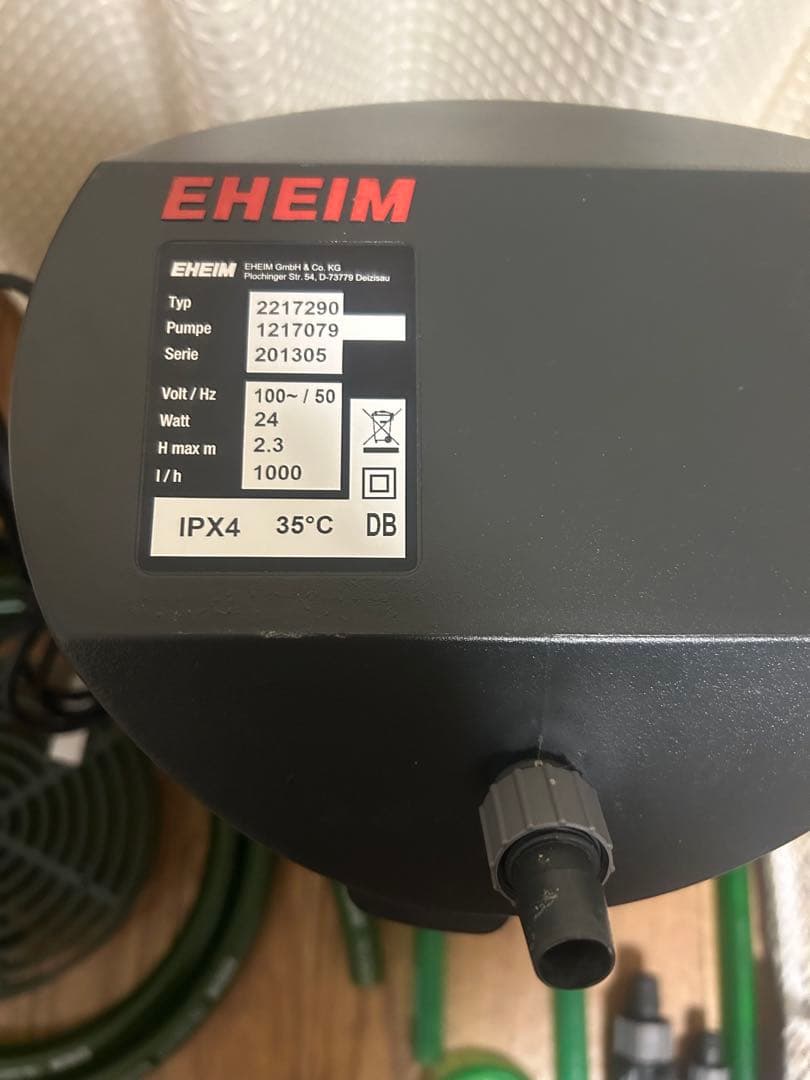 EHEIM
EHEIM EHEIM GmbH & Co. KG
Plochinger Str. 54, D-73779 Deizisau
Typ 2217290
Pumpe 1217079
Serie 201305
Volt / Hz 100~ / 50
Watt 24
H max m 2.3
l / h 1000
IPX4 35°C DB